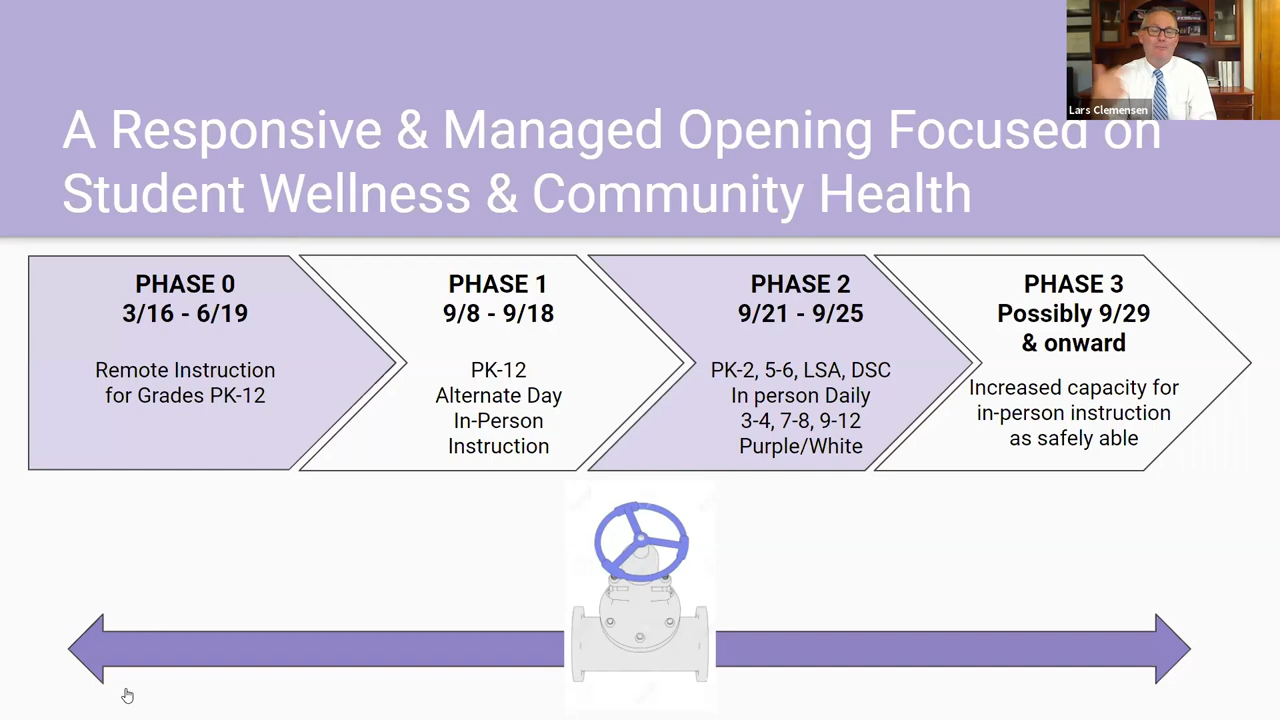 Lars Clemensen
A Responsive & Managed Opening Focused on
Student Wellness & Community Health
PHASE 0
3/16 - 6/19
Remote Instruction
for Grades PK-12
PHASE 1
9/8 - 9/18
PK-12
Alternate Day
In-Person
Instruction
PHASE 2
9/21 - 9/25
PK-2, 5-6, LSA, DSC
In person Daily
3-4, 7-8, 9-12
Purple/White
PHASE 3
Possibly 9/29
& onward
Increased capacity for
in-person instruction
as safely able